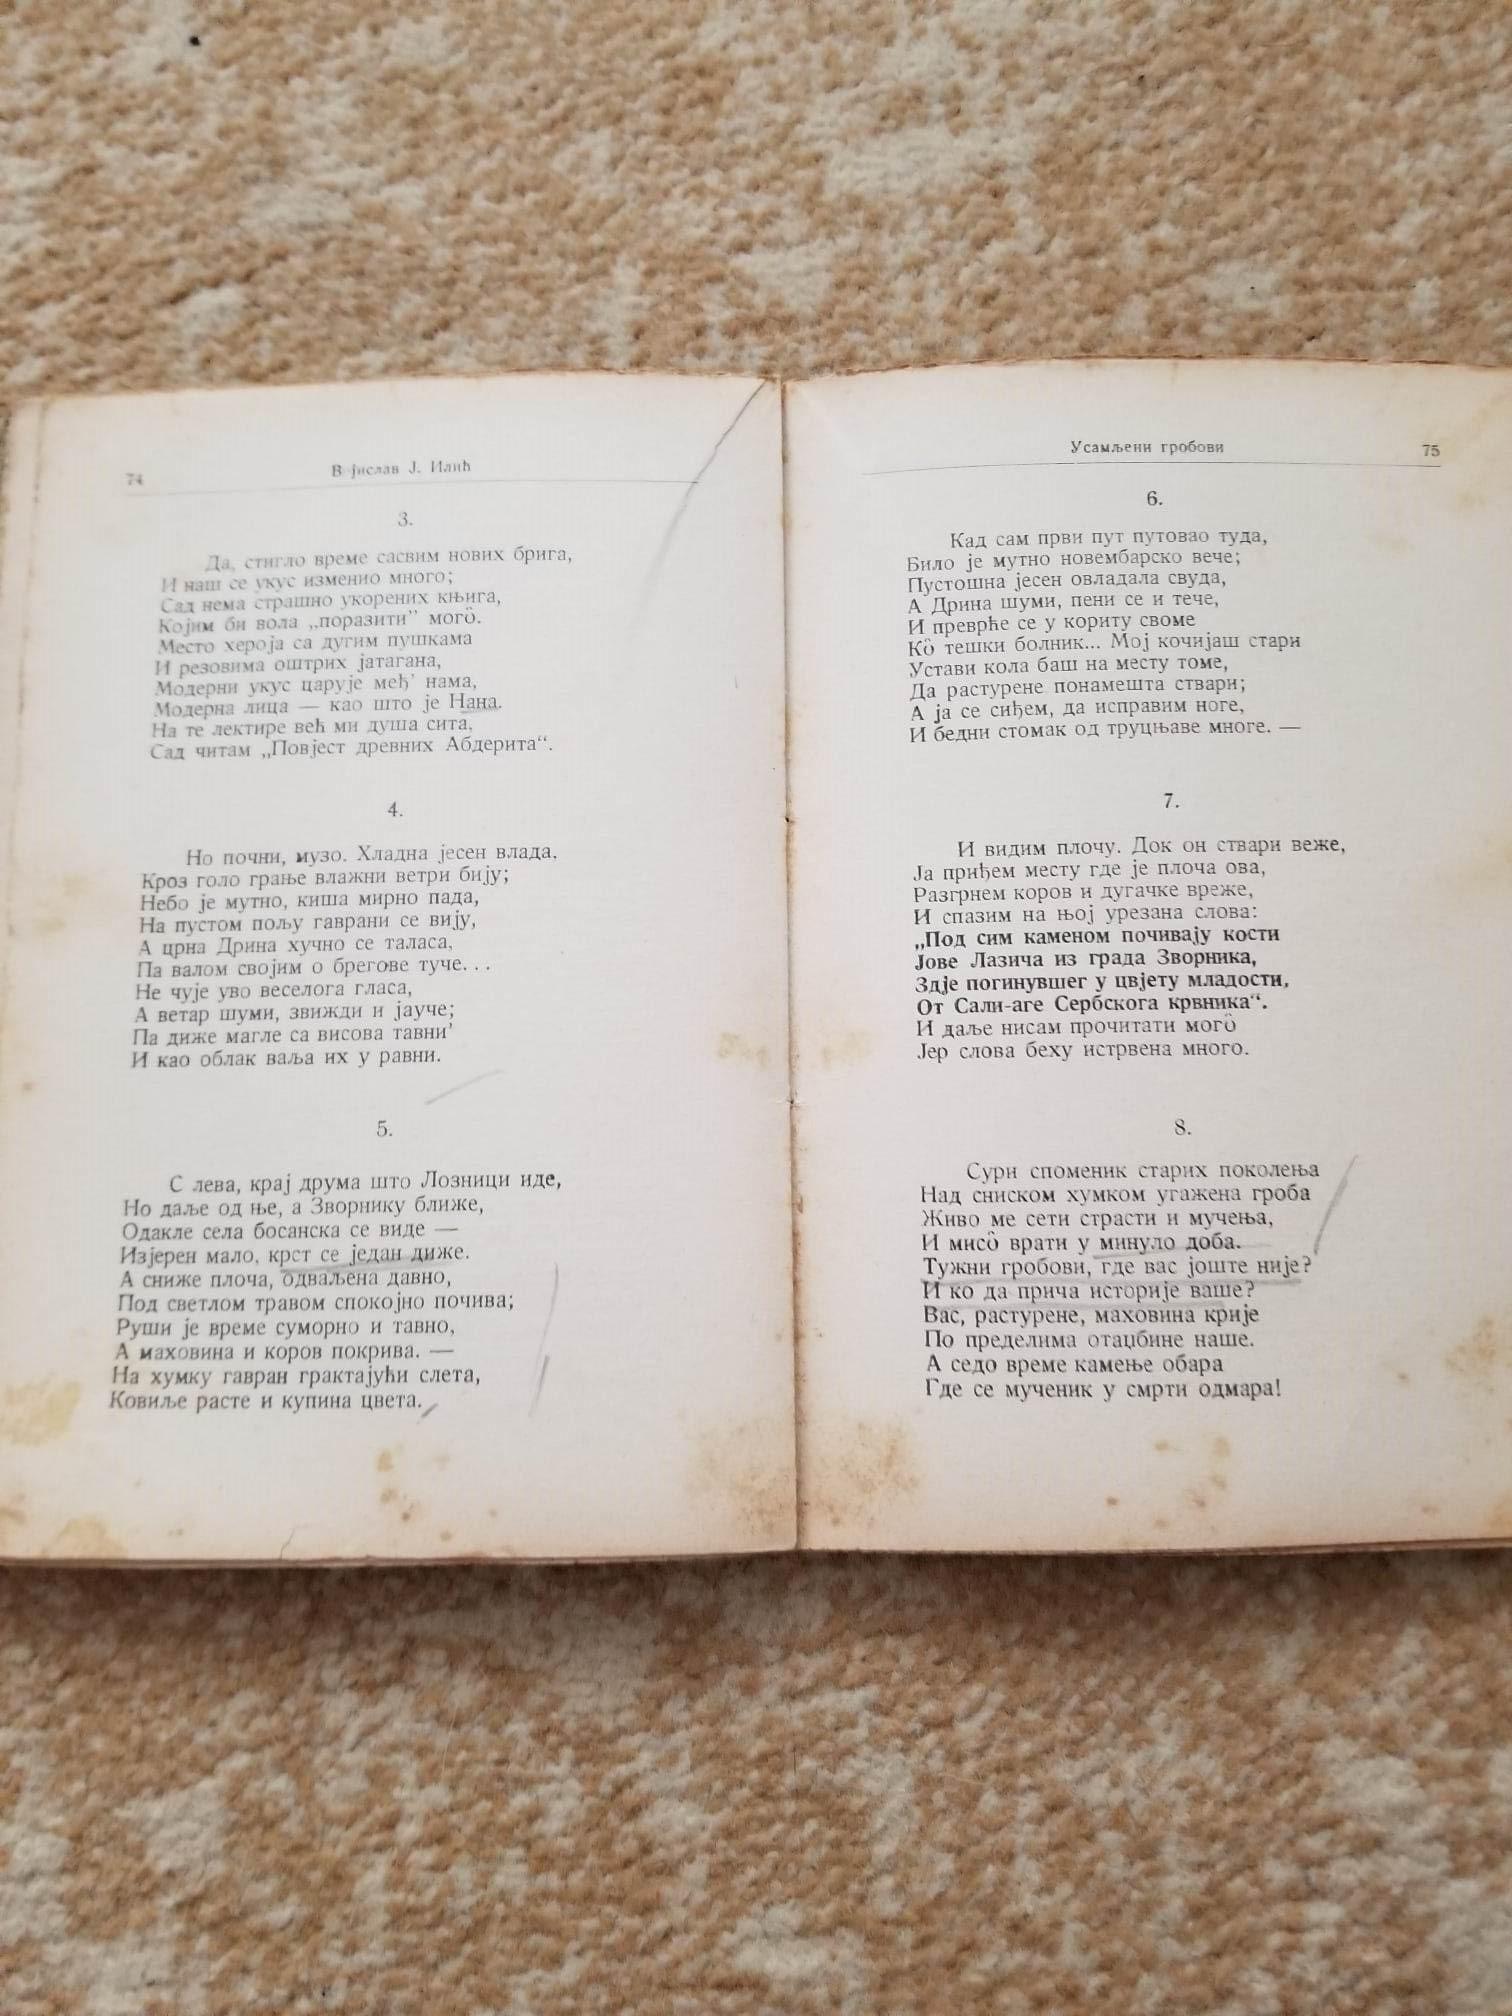 74
В јислав Ј. Илић
3.
Да, стигло време сасвим нових брига,
И наш се укус изменио много;
Сад нема страшно укорених књига,
Којим би вола „поразити” мого̂.
Место хероја са дугим пушкама
И резовима оштрих јатагана,
Модерни укус царује међ’ нама,
Модерна лица — као што је Нана.
На те лектире већ ми душа сита,
Сад читам „Повјест древних Абдерита“.
4.
Но почни, музо. Хладна јесен влада,
Кроз голо грање влажни ветри бију;
Небо је мутно, киша мирно пада,
На пустом пољу гаврани се вију,
А црна Дрина хучно се таласа,
Па валом својим о брегове туче...
Не чује уво веселога гласа,
А ветар шуми, звижди и јауче;
Па диже магле са висова тавни’
И као облак ваља их у равни.
5.
С лева, крај друма што Лозници иде,
Но даље од ње, а Зворнику ближе,
Одакле села босанска се виде —
Изјерен мало, крст се један диже.
А сниже плоча, одваљена давно,
Под светлом травом спокојно почива;
Руши је време суморно и тавно,
А маховина и коров покрива. —
На хумку гавран грактајући слета,
Ковиље расте и купина цвета.
Усамљени гробови
75
6.
Кад сам први пут путовао туда,
Било је мутно новембарско вече;
Пустошна јесен овладала свуда,
А Дрина шуми, пени се и тече,
И преврће се у кориту своме
Ко̂ тешки болник... Мој кочијаш стари
Устави кола баш на месту томе,
Да растурене понамешта ствари;
А ја се сиђем, да исправим ноге,
И бедни стомак од труцњаве многе. —
7.
И видим плочу. Док он ствари веже,
Ја приђем месту где је плоча ова,
Разгрнем коров и дугачке вреже,
И спазим на њој урезана слова:
„Под сим каменом почивају кости
Јове Лазича из града Зворника,
Здје погинувшег у цвјету младости,
От Сали-аге Сербскога крвника“.
И даље нисам прочитати мого̂
Јер слова беху истрвена много.
8.
Сури споменик старих поколења
Над сниском хумком угажена гроба
Живо ме сети страсти и мучења,
И мисо̂ врати у минуло доба.
Тужни гробови, где вас јоште није?
И ко да прича историје ваше?
Вас, растурене, маховина крије
По пределима отаџбине наше.
А седо време камење обара
Где се мученик у смрти одмара!